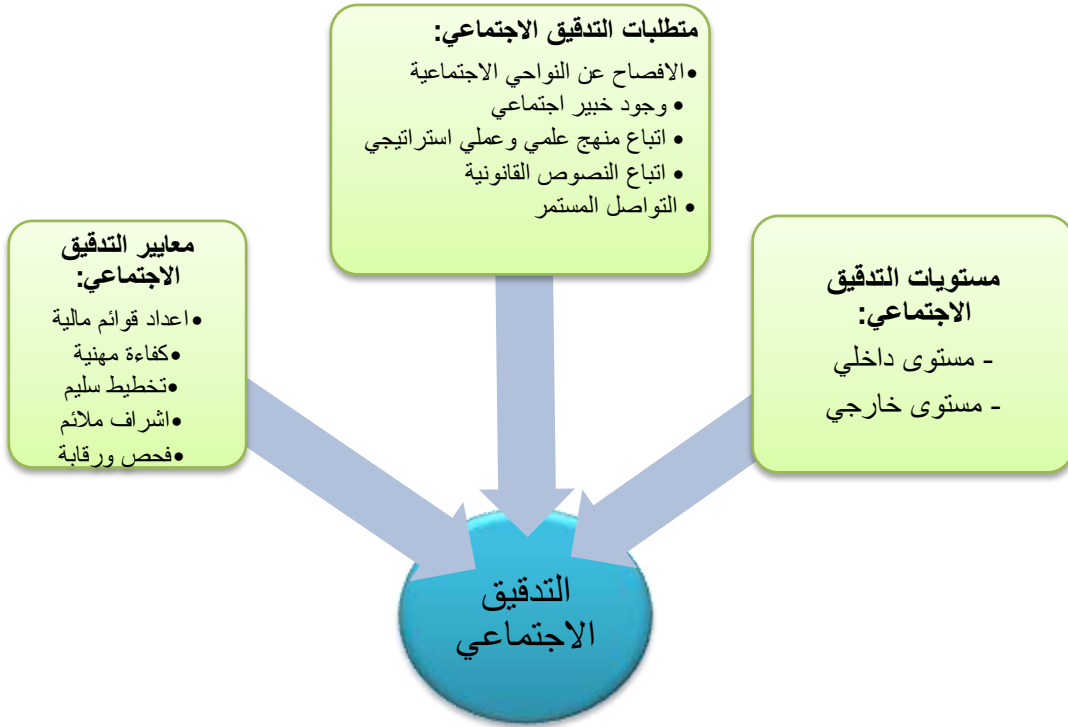 متطلبات التدقيق الاجتماعي:
•الافصاح عن النواحي الاجتماعية
• وجود خبير اجتماعي
• اتباع منهج علمي وعملي استراتيجي
• اتباع النصوص القانونية
• التواصل المستمر
مستويات التدقيق
الاجتماعي:
- مستوى داخلي
- مستوى خارجي
معايير التدقيق
الاجتماعي:
•اعداد قوائم مالية
•كفاءة مهنية
•تخطيط سليم
•اشراف ملائم
•فحص ورقابة
التدقيق
الاجتماعي